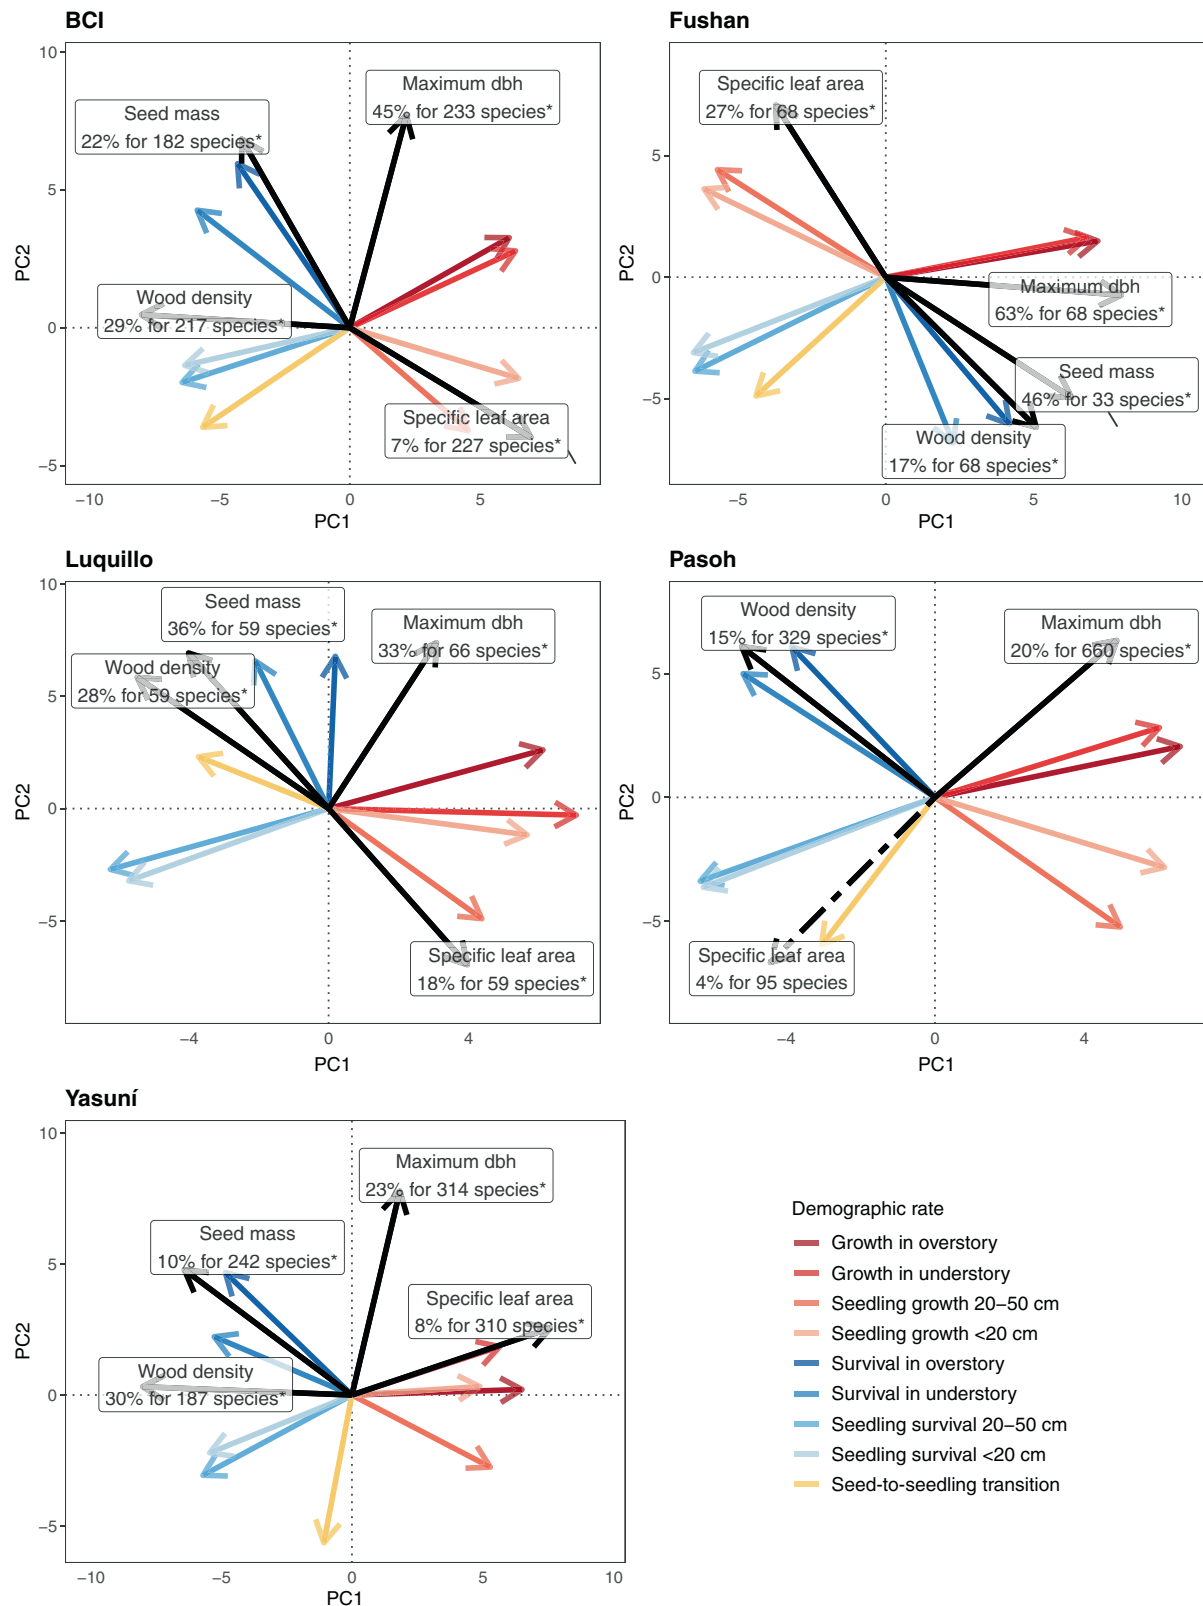 BCI
10
5
0
−5
PC2
Maximum dbh
45% for 233 species*
Seed mass
22% for 182 species*
Wood density
29% for 217 species*
Specific leaf area
7% for 227 species*
−10
−5
0
5
PC1
Fushan
5
0
−5
PC2
Specific leaf area
27% for 68 species*
Maximum dbh
63% for 68 species*
Seed mass
46% for 33 species*
Wood density
17% for 68 species*
−5
0
5
10
PC1
Luquillo
10
5
0
−5
PC2
Seed mass
36% for 59 species*
Maximum dbh
33% for 66 species*
Wood density
28% for 59 species*
Specific leaf area
18% for 59 species*
−4
0
4
PC1
Pasoh
5
0
−5
PC2
Wood density
15% for 329 species*
Maximum dbh
20% for 660 species*
Specific leaf area
4% for 95 species
−4
0
4
PC1
Yasuní
10
5
0
−5
PC2
Maximum dbh
23% for 314 species*
Seed mass
10% for 242 species*
Specific leaf area
8% for 310 species*
Wood density
30% for 187 species*
−10
−5
0
5
10
PC1
Demographic rate
Growth in overstory
Growth in understory
Seedling growth 20−50 cm
Seedling growth <20 cm
Survival in overstory
Survival in understory
Seedling survival 20−50 cm
Seedling survival <20 cm
Seed-to-seedling transition